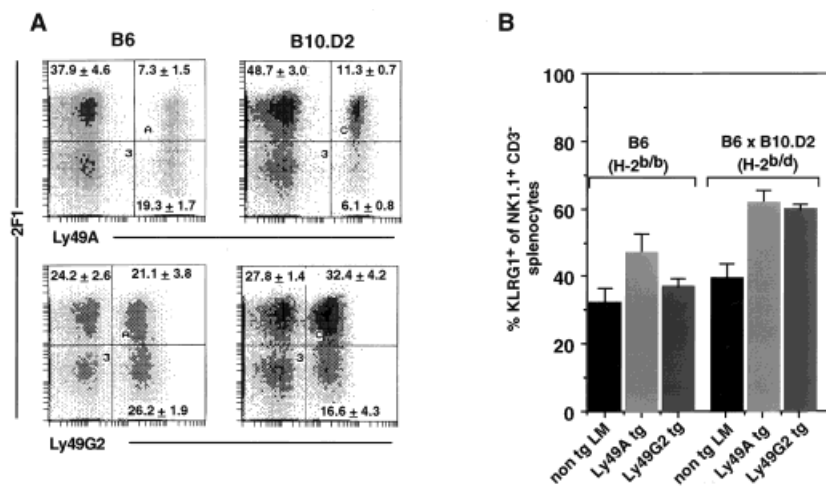 A
B6
B10.D2
37.9 ± 4.6 7.3 ± 1.5
48.7 ± 3.0 11.3 ± 0.7
A
C
3
3
19.3 ± 1.7
6.1 ± 0.8
Ly49A
2F1
24.2 ± 2.6 21.1 ± 3.8
27.8 ± 1.4 32.4 ± 4.2
A
3
3
26.2 ± 1.9
16.6 ± 4.3
Ly49G2
B
% KLRG1+ of NK1.1+ CD3-
splenocytes
100
80
60
40
20
0
B6
(H-2b/b)
B6 x B10.D2
(H-2b/d)
non tg LM
Ly49A tg
Ly49G2 tg
non tg LM
Ly49A tg
Ly49G2 tg